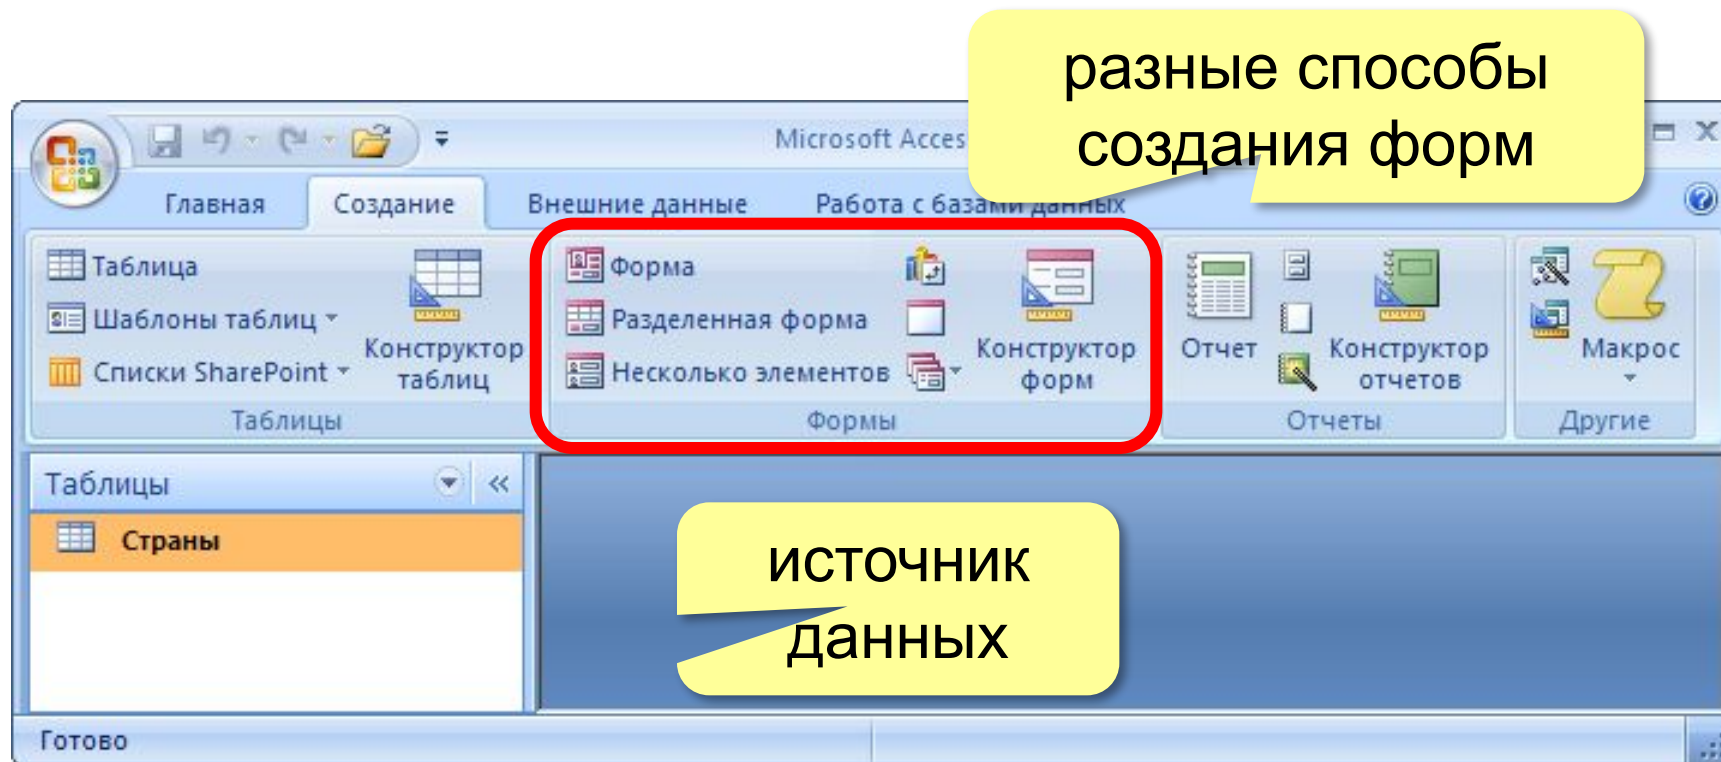 разные способы
создания форм
Microsoft Acces
Главная Создание Внешние данные Работа с базами данных
Таблица
Шаблоны таблиц
Списки SharePoint
Конструктор
таблиц
Таблицы
Форма
Разделенная форма
Несколько элементов
Конструктор
форм
Формы
Отчет
Конструктор
отчетов
Отчеты
Макрос
Другие
Таблицы
Страны
источник
данных
Готово